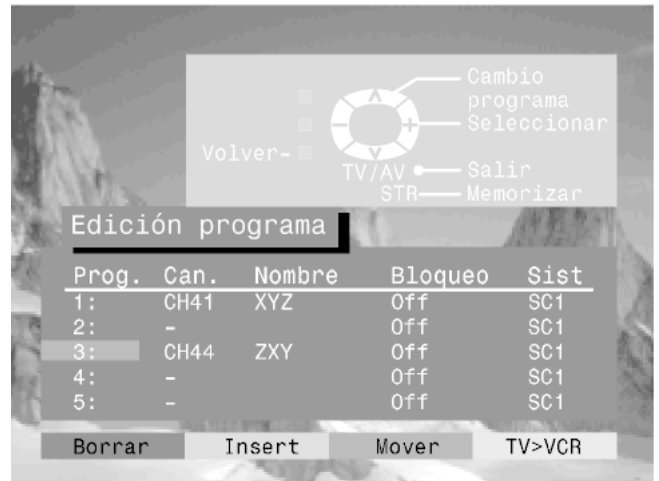 Cambio
programa
Seleccionar
Volver-
TV/AV
Salir
STR
Memorizar
Edición programa
Prog. Can. Nombre Bloqueo Sist
1: CH41 XYZ Off SC1
2: - Off SC1
3: CH44 ZXY Off SC1
4: - Off SC1
5: - Off SC1
Borrar Insert Mover TV>VCR